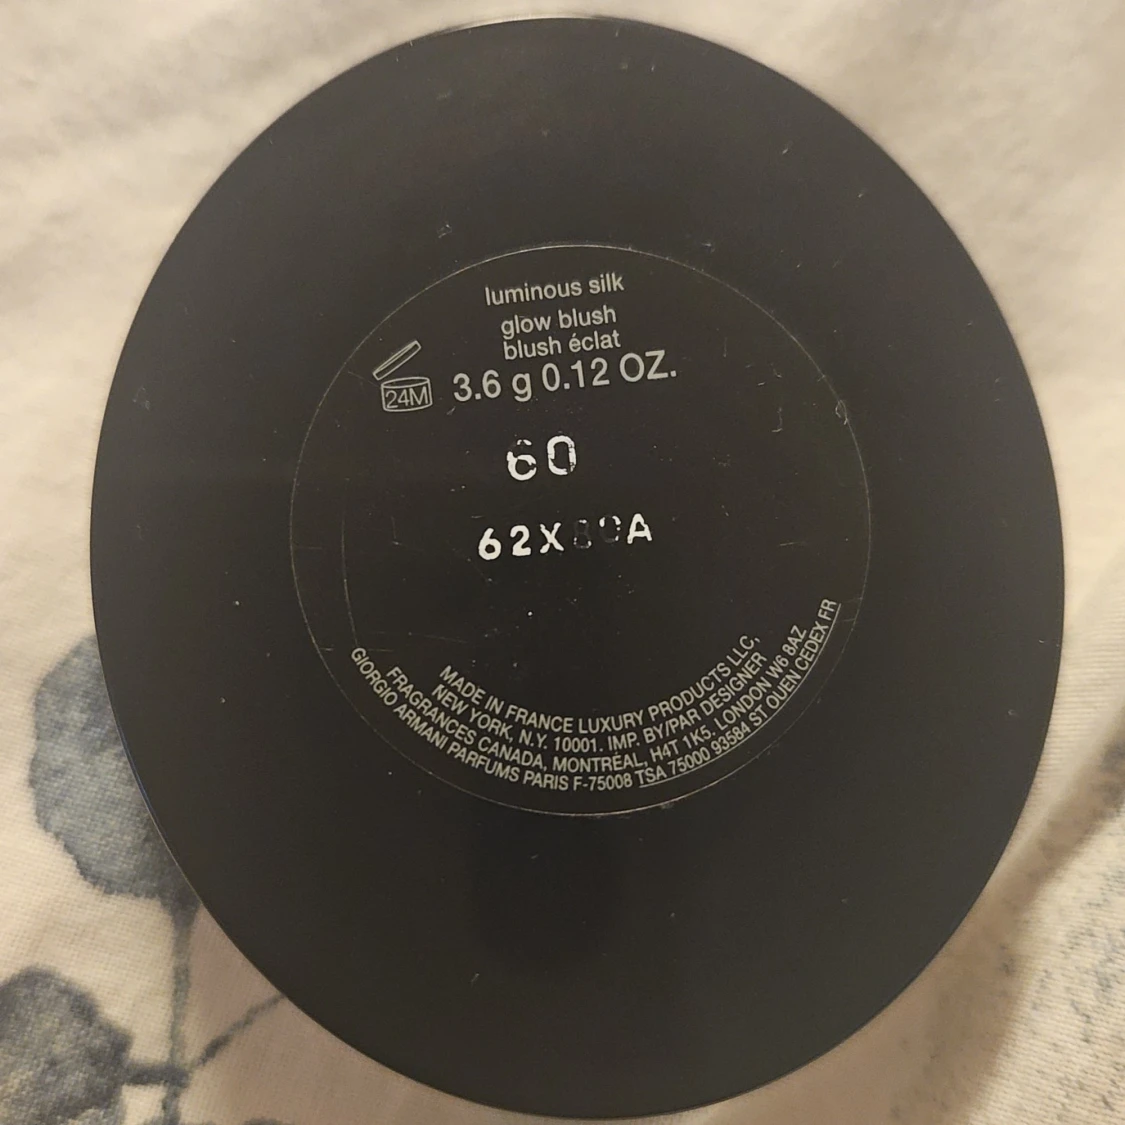 luminous silk
glow blush
blush éclat
3.6 g 0.12 OZ.
24M
60
MADE IN FRANCE LUXURY PRODUCTS LLC,
NEW YORK, N.Y. 10001. IMP. BY/PAR DESIGNER
FRAGRANCES CANADA, MONTRÉAL, H4T 1K5. LONDON W6 8AZ
GIORGIO ARMANI PARFUMS PARIS F-75008 TSA 75000 93584 ST OUEN CEDEX FR